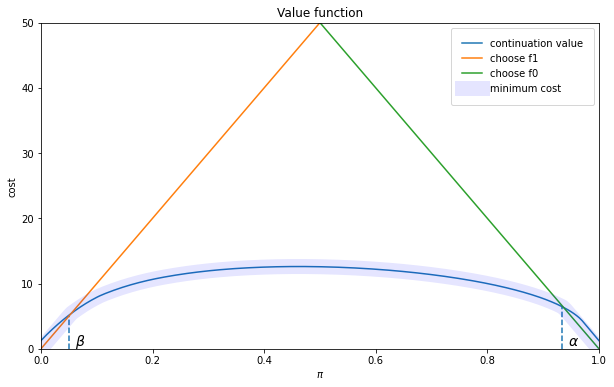 Value function
50
40
30
20
10
0
cost
continuation value
choose f1
choose f0
minimum cost
β
α
0.0 0.2 0.4 0.6 0.8 1.0
π